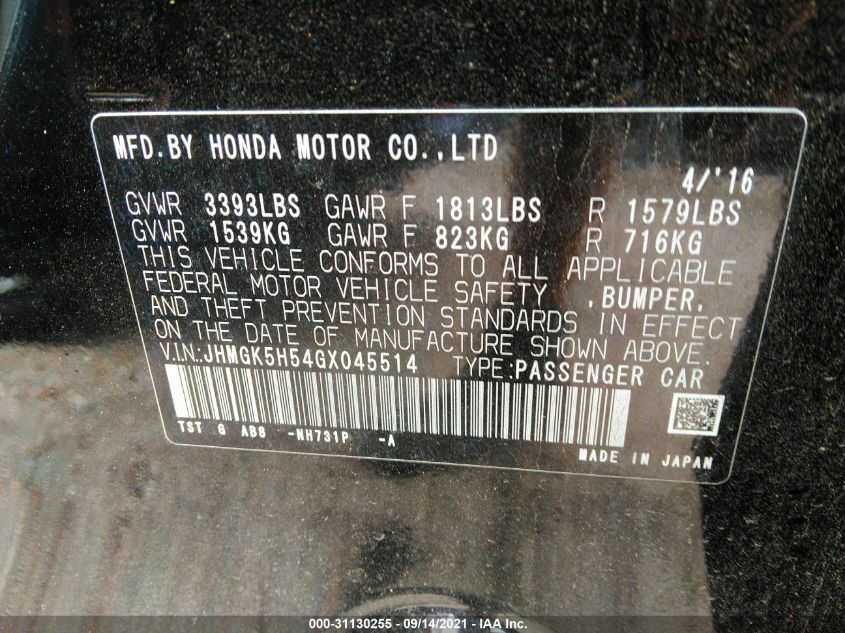 MFD.BY HONDA MOTOR CO.,LTD
4/'16
GVWR 3393LBS GAWR F 1813LBS R 1579LBS
GVWR 1539KG GAWR F 823KG R 716KG
THIS VEHICLE CONFORMS TO ALL APPLICABLE
FEDERAL MOTOR VEHICLE SAFETY ,BUMPER,
AND THEFT PREVENTION STANDARDS IN EFFECT
ON THE DATE OF MANUFACTURE SHOWN ABOVE.
V.I.N:JHMGK5H54GX045514 TYPE:PASSENGER CAR
TST G AB8 -NH731P -A
MADE IN JAPAN
000-31130255 - 09/14/2021 - IAA Inc.